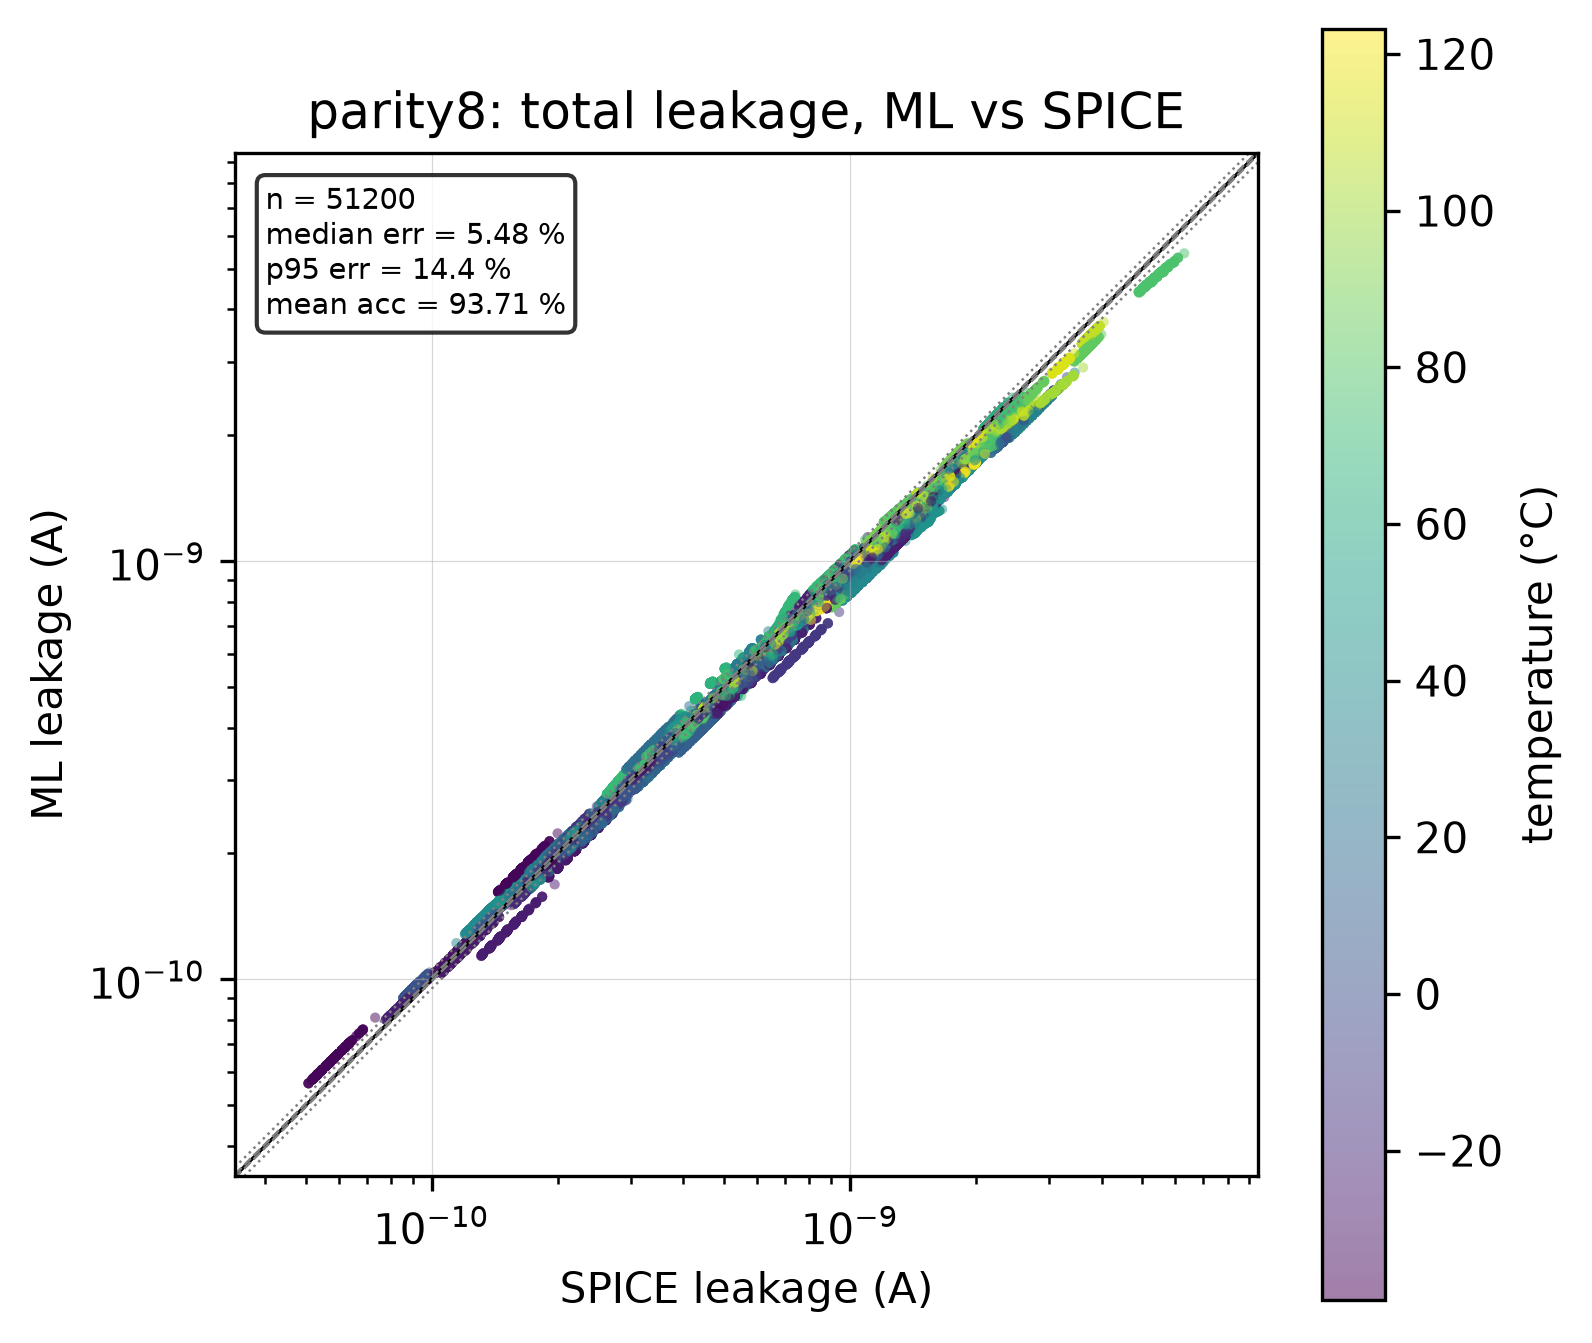 parity8: total leakage, ML vs SPICE
n = 51200
median err = 5.48 %
p95 err = 14.4 %
mean acc = 93.71 %
ML leakage (A)
10⁻⁹
10⁻¹⁰
10⁻¹⁰
10⁻⁹
SPICE leakage (A)
120
100
80
60
40
20
0
−20
temperature (°C)